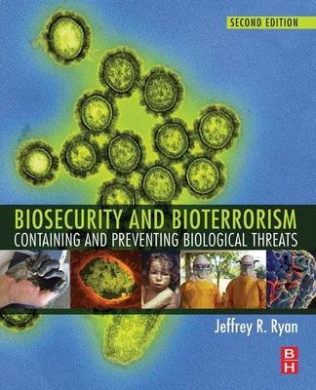 SECOND EDITION
BIOSECURITY AND BIOTERRORISM
CONTAINING AND PREVENTING BIOLOGICAL THREATS
Jeffrey R. Ryan
B
H